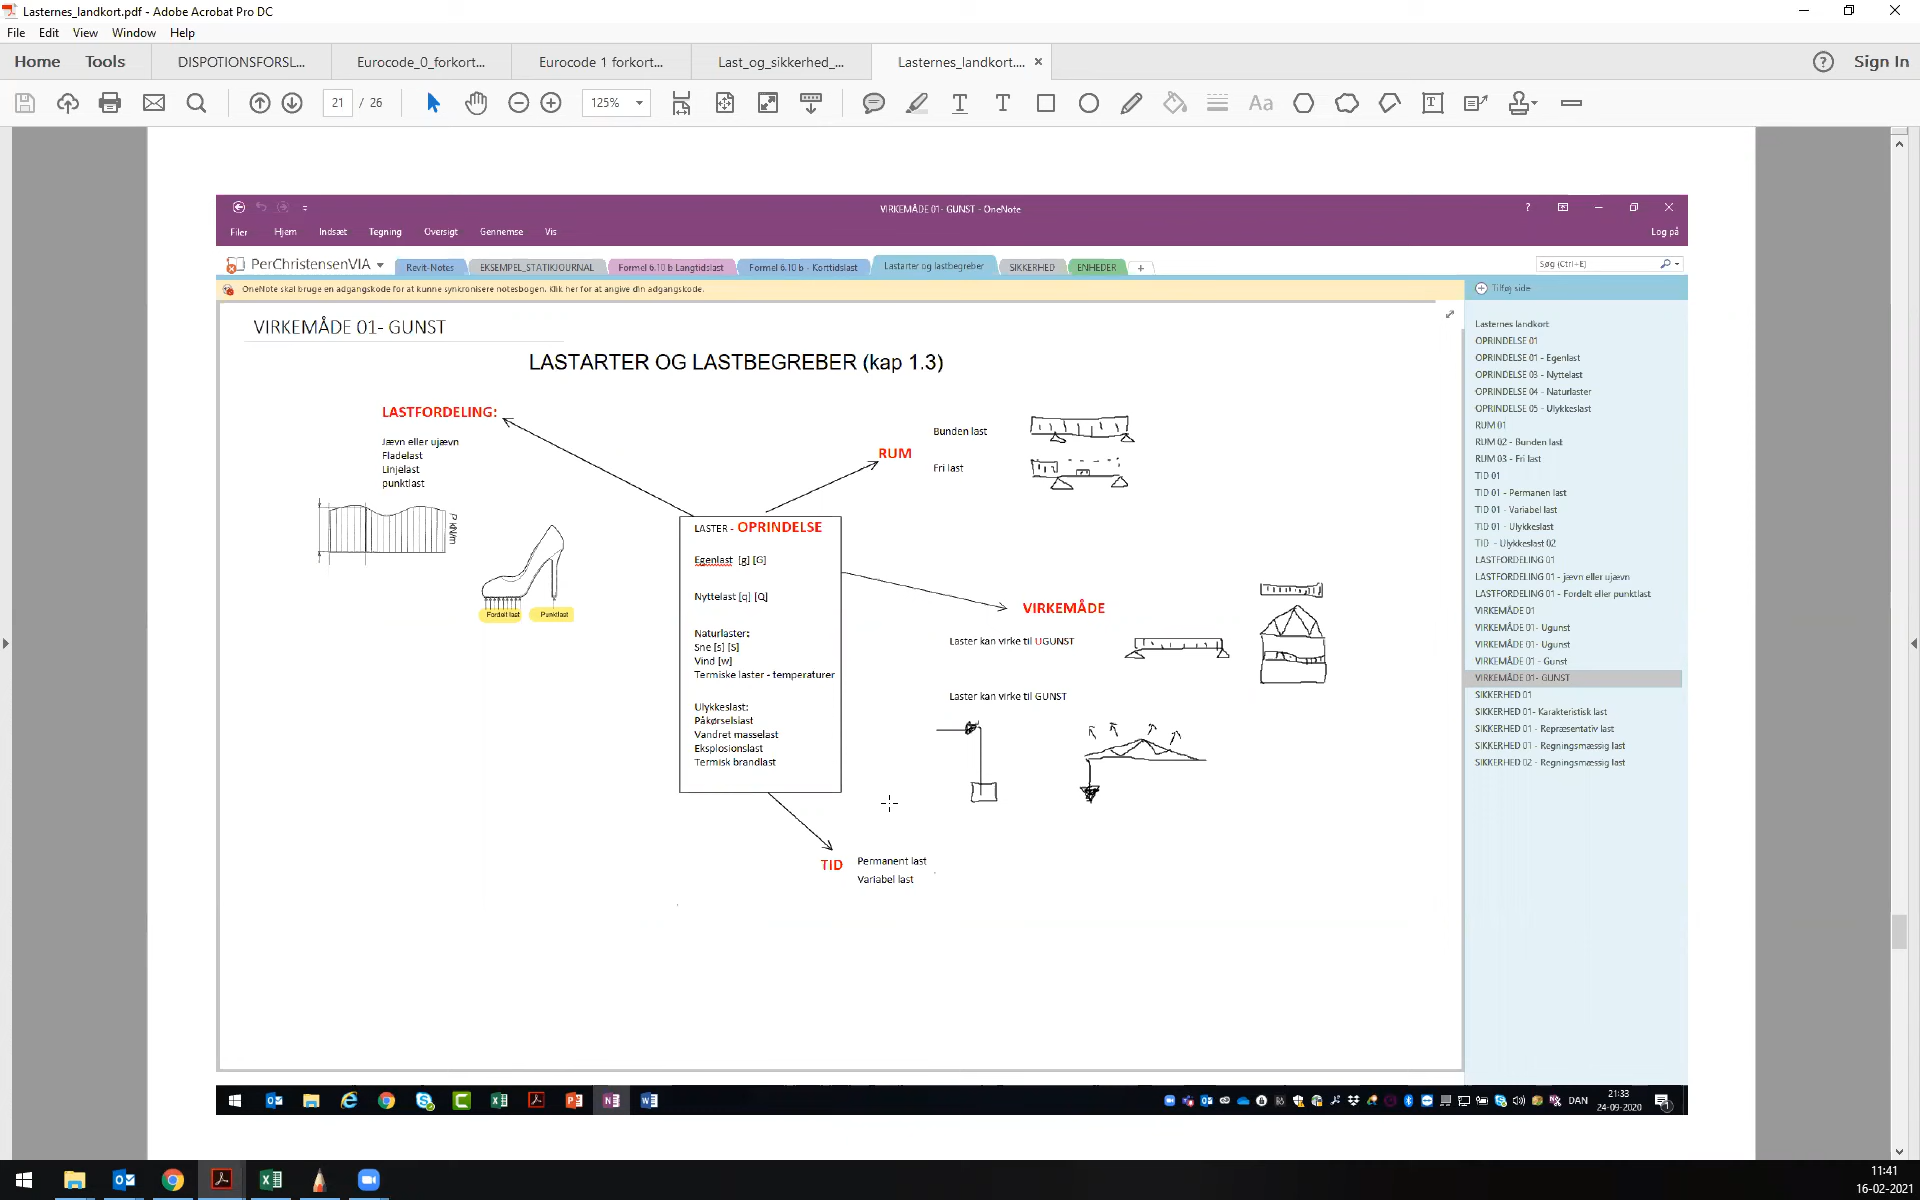 Lasternes_landkort.pdf - Adobe Acrobat Pro DC
File Edit View Window Help
Home Tools DISPOTIONSFORSL... Eurocode_0_forkort... Eurocode 1 forkort... Last_og_sikkerhed_... Lasternes_landkort.... Sign In
21 / 26 125%
VIRKEMÅDE 01- GUNST - OneNote
Filer Hjem Indsæt Tegning Oversigt Gennemse Vis Log på
PerChristensenVIA Revit-Notes EKSEMPEL_STATIKJOURNAL Formel 6.10 b Langtidslast Formel 6.10 b - Korttidslast Lastarter og lastbegreber SIKKERHED ENHEDER + Søg (Ctrl+E)
OneNote skal bruge en adgangskode for at kunne synkronisere notesbogen. Klik her for at angive din adgangskode.
VIRKEMÅDE 01- GUNST
LASTARTER OG LASTBEGREBER (kap 1.3)
LASTFORDELING:
Jævn eller ujævn
Fladelast
Linjelast
punktlast
P kN/m
Fordelt last Punktlast
RUM
Bunden last
Fri last
LASTER - OPRINDELSE
Egenlast [g] [G]
Nyttelast [q] [Q]
Naturlaster:
Sne [s] [S]
Vind [w]
Termiske laster - temperaturer
Ulykkeslast:
Påkørselslast
Vandret masselast
Eksplosionslast
Termisk brandlast
VIRKEMÅDE
Laster kan virke til UGUNST
Laster kan virke til GUNST
TID
Permanent last
Variabel last
Tilføj side
Lasternes landkort
OPRINDELSE 01
OPRINDELSE 01 - Egenlast
OPRINDELSE 03 - Nyttelast
OPRINDELSE 04 - Naturlaster
OPRINDELSE 05 - Ulykkeslast
RUM 01
RUM 02 - Bunden last
RUM 03 - Fri last
TID 01
TID 01 - Permanen last
TID 01 - Variabel last
TID 01 - Ulykkeslast
TID - Ulykkeslast 02
LASTFORDELING 01
LASTFORDELING 01 - jævn eller ujævn
LASTFORDELING 01 - Fordelt eller punktlast
VIRKEMÅDE 01
VIRKEMÅDE 01- Ugunst
VIRKEMÅDE 01- Ugunst
VIRKEMÅDE 01 - Gunst
VIRKEMÅDE 01- GUNST
SIKKERHED 01
SIKKERHED 01- Karakteristisk last
SIKKERHED 01 - Repræsentativ last
SIKKERHED 01 - Regningsmæssig last
SIKKERHED 02 - Regningsmæssig last
DAN 21:33
24-09-2020
11:41
16-02-2021